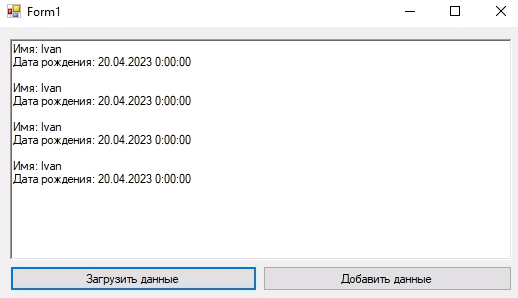 Form1
Имя: Ivan
Дата рождения: 20.04.2023 0:00:00
Имя: Ivan
Дата рождения: 20.04.2023 0:00:00
Имя: Ivan
Дата рождения: 20.04.2023 0:00:00
Имя: Ivan
Дата рождения: 20.04.2023 0:00:00
Загрузить данные
Добавить данные